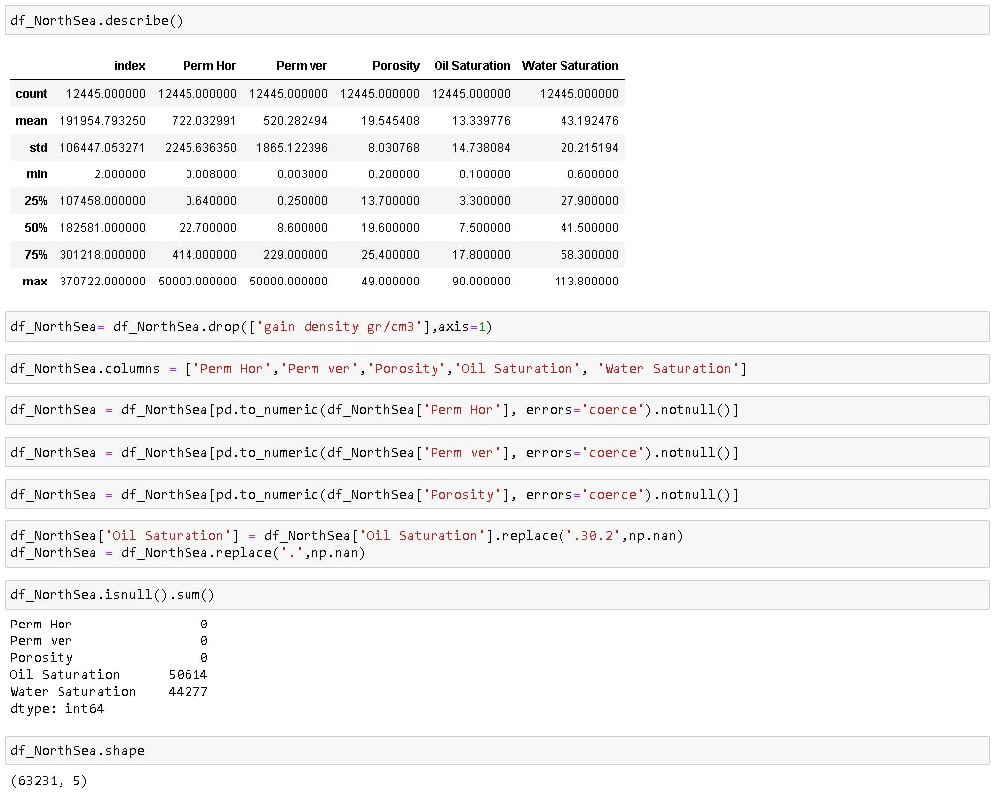 df_NorthSea.describe()
index Perm Hor Perm ver Porosity Oil Saturation Water Saturation
count 12445.000000 12445.000000 12445.000000 12445.000000 12445.000000 12445.000000
mean 191954.793250 722.032991 520.282494 19.545408 13.339776 43.192476
std 106447.053271 2245.636350 1865.122396 8.030768 14.738084 20.215194
min 2.000000 0.008000 0.003000 0.200000 0.100000 0.600000
25% 107458.000000 0.640000 0.250000 13.700000 3.300000 27.900000
50% 182581.000000 22.700000 8.600000 19.600000 7.500000 41.500000
75% 301218.000000 414.000000 229.000000 25.400000 17.800000 58.300000
max 370722.000000 50000.000000 50000.000000 49.000000 90.000000 113.800000
df_NorthSea= df_NorthSea.drop(['gain density gr/cm3'],axis=1)
df_NorthSea.columns = ['Perm Hor','Perm ver','Porosity','Oil Saturation', 'Water Saturation']
df_NorthSea = df_NorthSea[pd.to_numeric(df_NorthSea['Perm Hor'], errors='coerce').notnull()]
df_NorthSea = df_NorthSea[pd.to_numeric(df_NorthSea['Perm ver'], errors='coerce').notnull()]
df_NorthSea = df_NorthSea[pd.to_numeric(df_NorthSea['Porosity'], errors='coerce').notnull()]
df_NorthSea['Oil Saturation'] = df_NorthSea['Oil Saturation'].replace('.30.2',np.nan)
df_NorthSea = df_NorthSea.replace('.',np.nan)
df_NorthSea.isnull().sum()
Perm Hor 0
Perm ver 0
Porosity 0
Oil Saturation 50614
Water Saturation 44277
dtype: int64
df_NorthSea.shape
(63231, 5)